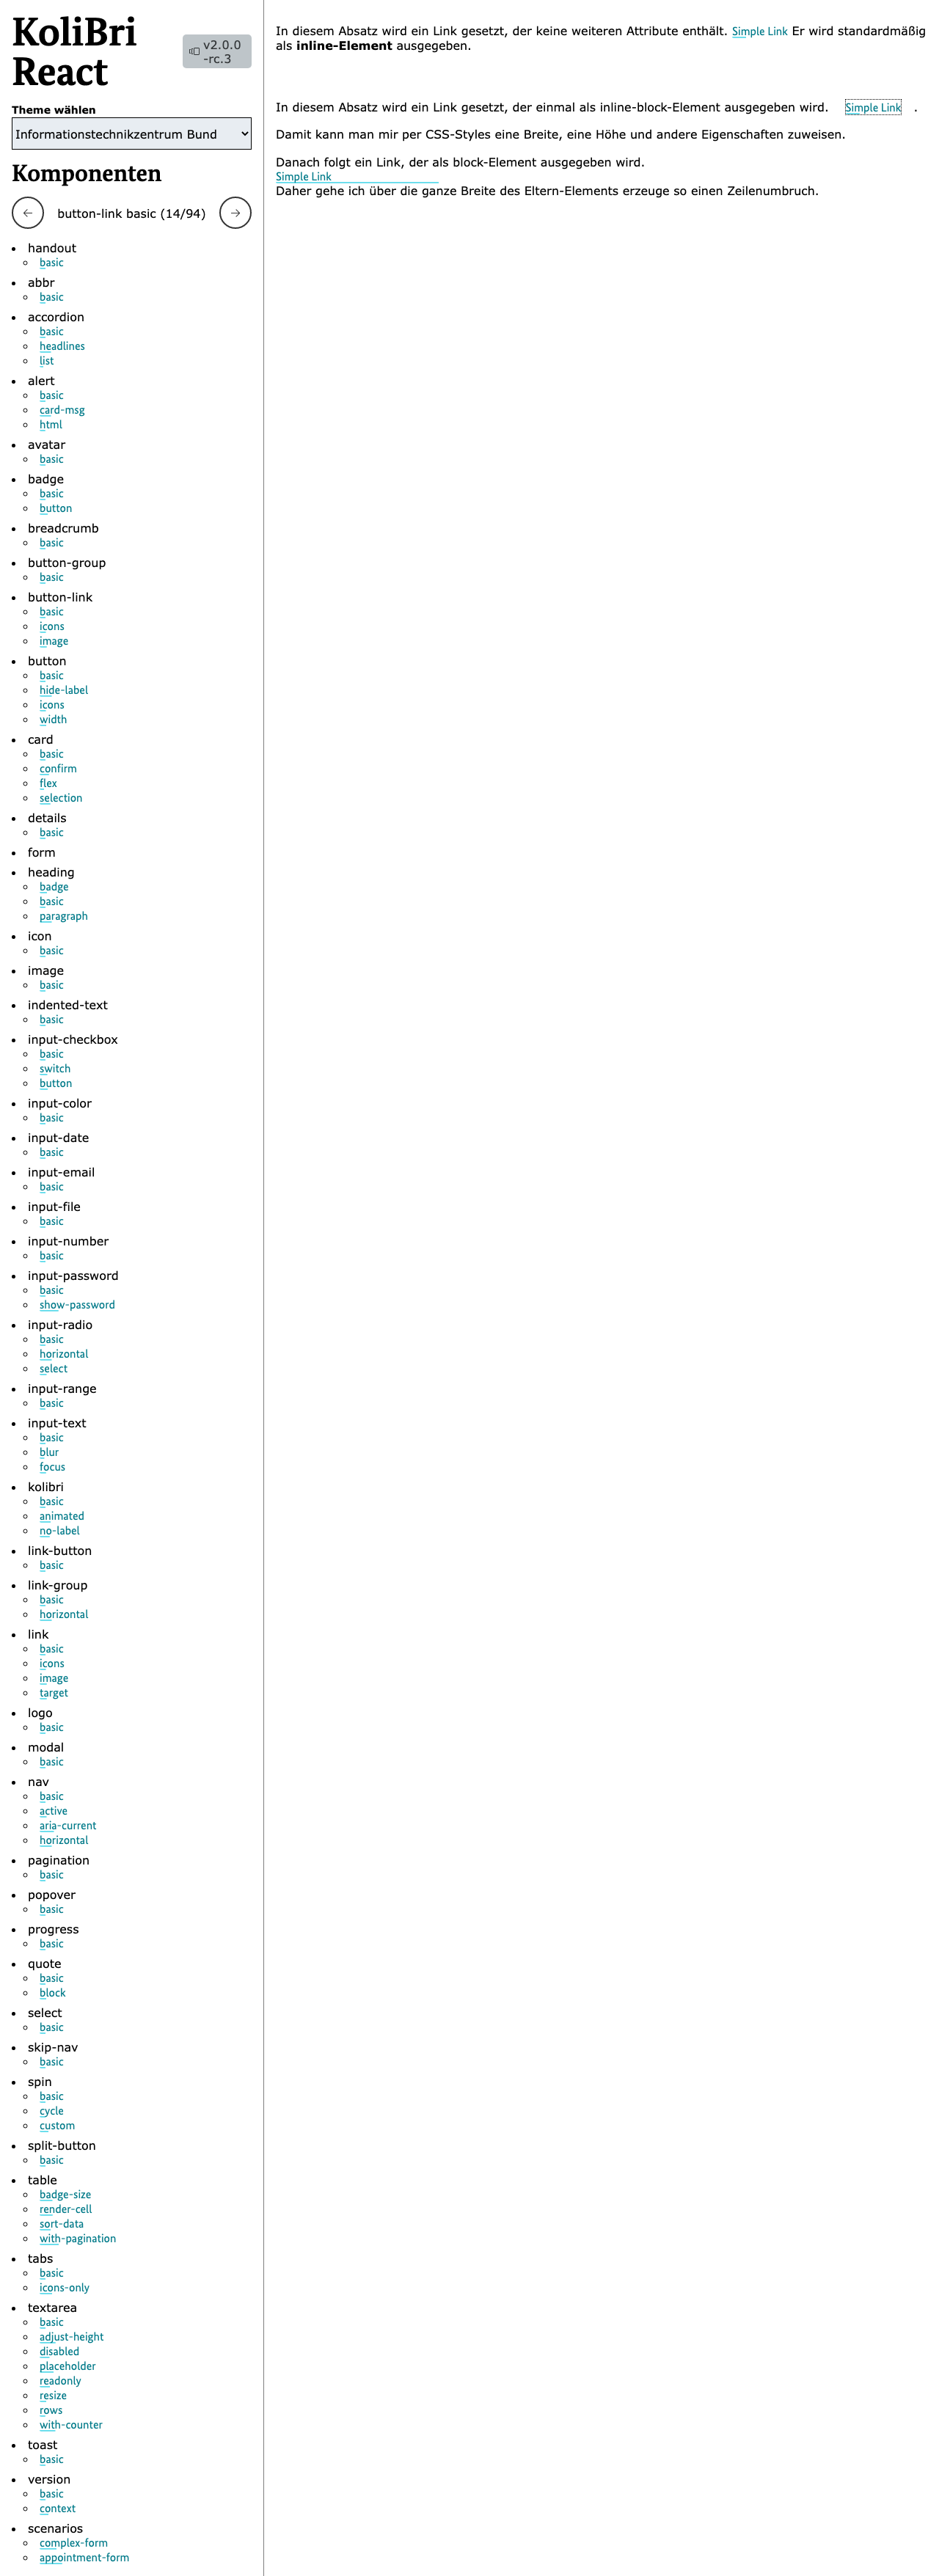 KoliBri
React
v2.0.0
-rc.3
Theme wählen
Informationstechnikzentrum Bund
Komponenten
button-link basic (14/94)
handout
basic
abbr
basic
accordion
basic
headlines
list
alert
basic
card-msg
html
avatar
basic
badge
basic
button
breadcrumb
basic
button-group
basic
button-link
basic
icons
image
button
basic
hide-label
icons
width
card
basic
confirm
flex
selection
details
basic
form
heading
badge
basic
paragraph
icon
basic
image
basic
indented-text
basic
input-checkbox
basic
switch
button
input-color
basic
input-date
basic
input-email
basic
input-file
basic
input-number
basic
input-password
basic
show-password
input-radio
basic
horizontal
select
input-range
basic
input-text
basic
blur
focus
kolibri
basic
animated
no-label
link-button
basic
link-group
basic
horizontal
link
basic
icons
image
target
logo
basic
modal
basic
nav
basic
active
aria-current
horizontal
pagination
basic
popover
basic
progress
basic
quote
basic
block
select
basic
skip-nav
basic
spin
basic
cycle
custom
split-button
basic
table
badge-size
render-cell
sort-data
with-pagination
tabs
basic
icons-only
textarea
basic
adjust-height
disabled
placeholder
readonly
resize
rows
with-counter
toast
basic
version
basic
context
scenarios
complex-form
appointment-form
In diesem Absatz wird ein Link gesetzt, der keine weiteren Attribute enthält. Simple Link Er wird standardmäßig
als inline-Element ausgegeben.
In diesem Absatz wird ein Link gesetzt, der einmal als inline-block-Element ausgegeben wird. Simple Link .
Damit kann man mir per CSS-Styles eine Breite, eine Höhe und andere Eigenschaften zuweisen.
Danach folgt ein Link, der als block-Element ausgegeben wird.
Simple Link
Daher gehe ich über die ganze Breite des Eltern-Elements erzeuge so einen Zeilenumbruch.